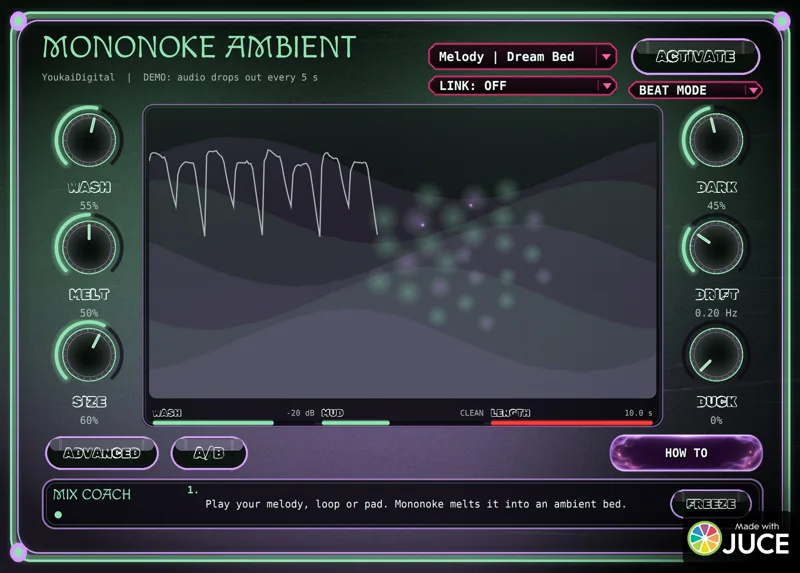 MONONOKE AMBIENT
YoukaiDigital | DEMO: audio drops out every 5 s
Melody | Dream Bed
LINK: OFF
ACTIVATE
BEAT MODE
WASH
55%
MELT
50%
SIZE
60%
DARK
45%
DRIFT
0.20 Hz
DUCK
0%
WASH -20 dB MUD CLEAN LENGTH 10.0 s
ADVANCED
A/B
HOW TO
MIX COACH
1.
Play your melody, loop or pad. Mononoke melts it into an ambient bed.
FREEZE
Made with
JUCE